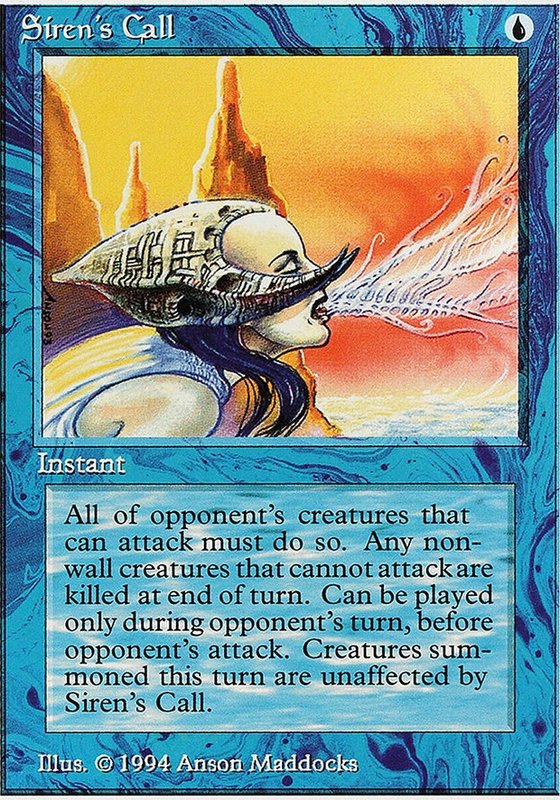 Siren's Call
Instant
All of opponent's creatures that
can attack must do so. Any non-
wall creatures that cannot attack are
killed at end of turn. Can be played
only during opponent's turn, before
opponent's attack. Creatures sum-
moned this turn are unaffected by
Siren's Call.
Illus. © 1994 Anson Maddocks